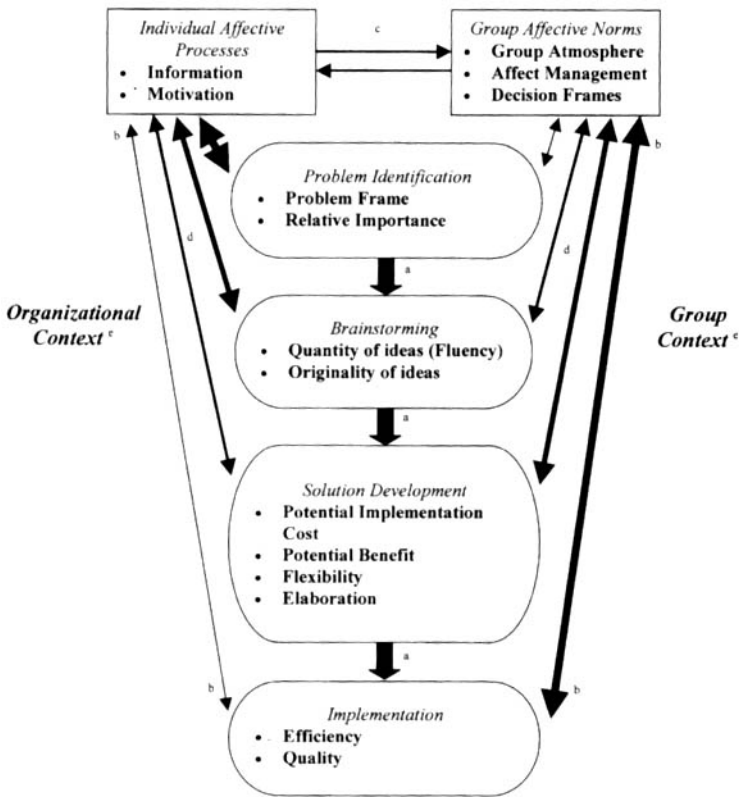 Individual Affective
Processes
• Information
• Motivation
c
Group Affective Norms
• Group Atmosphere
• Affect Management
• Decision Frames
b
b
Problem Identification
• Problem Frame
• Relative Importance
d
d
a
Organizational
Context e
Group
Context e
Brainstorming
• Quantity of ideas (Fluency)
• Originality of ideas
a
Solution Development
• Potential Implementation
Cost
• Potential Benefit
• Flexibility
• Elaboration
a
b
b
Implementation
• Efficiency
• Quality